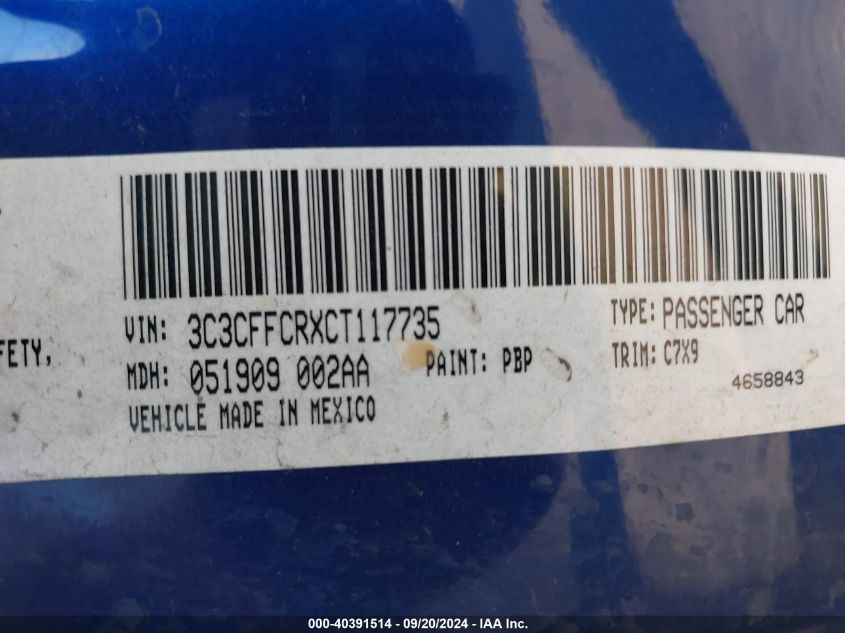 VIN: 3C3CFFCRXCT117735
TYPE: PASSENGER CAR
FETY,
MDH: 051909 002AA
PAINT: PBP
TRIM: C7X9
4658843
VEHICLE MADE IN MEXICO
000-40391514 - 09/20/2024 - IAA Inc.